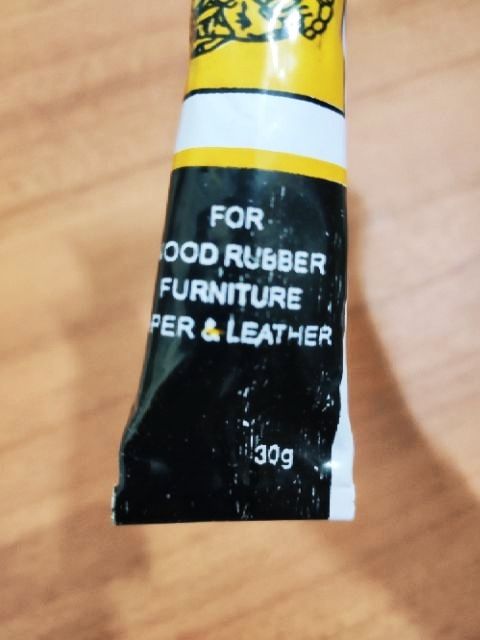 FOR
OOD RUBBER
FURNITURE
PER & LEATHER
30g